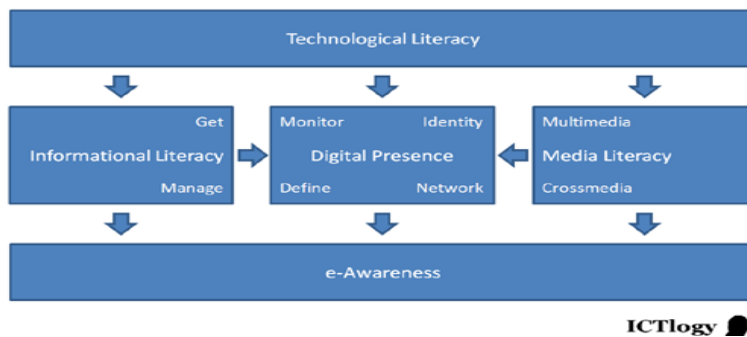 Technological Literacy
Get
Informational Literacy
Manage
Monitor Identity
Digital Presence
Define Network
Multimedia
Media Literacy
Crossmedia
e-Awareness
ICTlogy